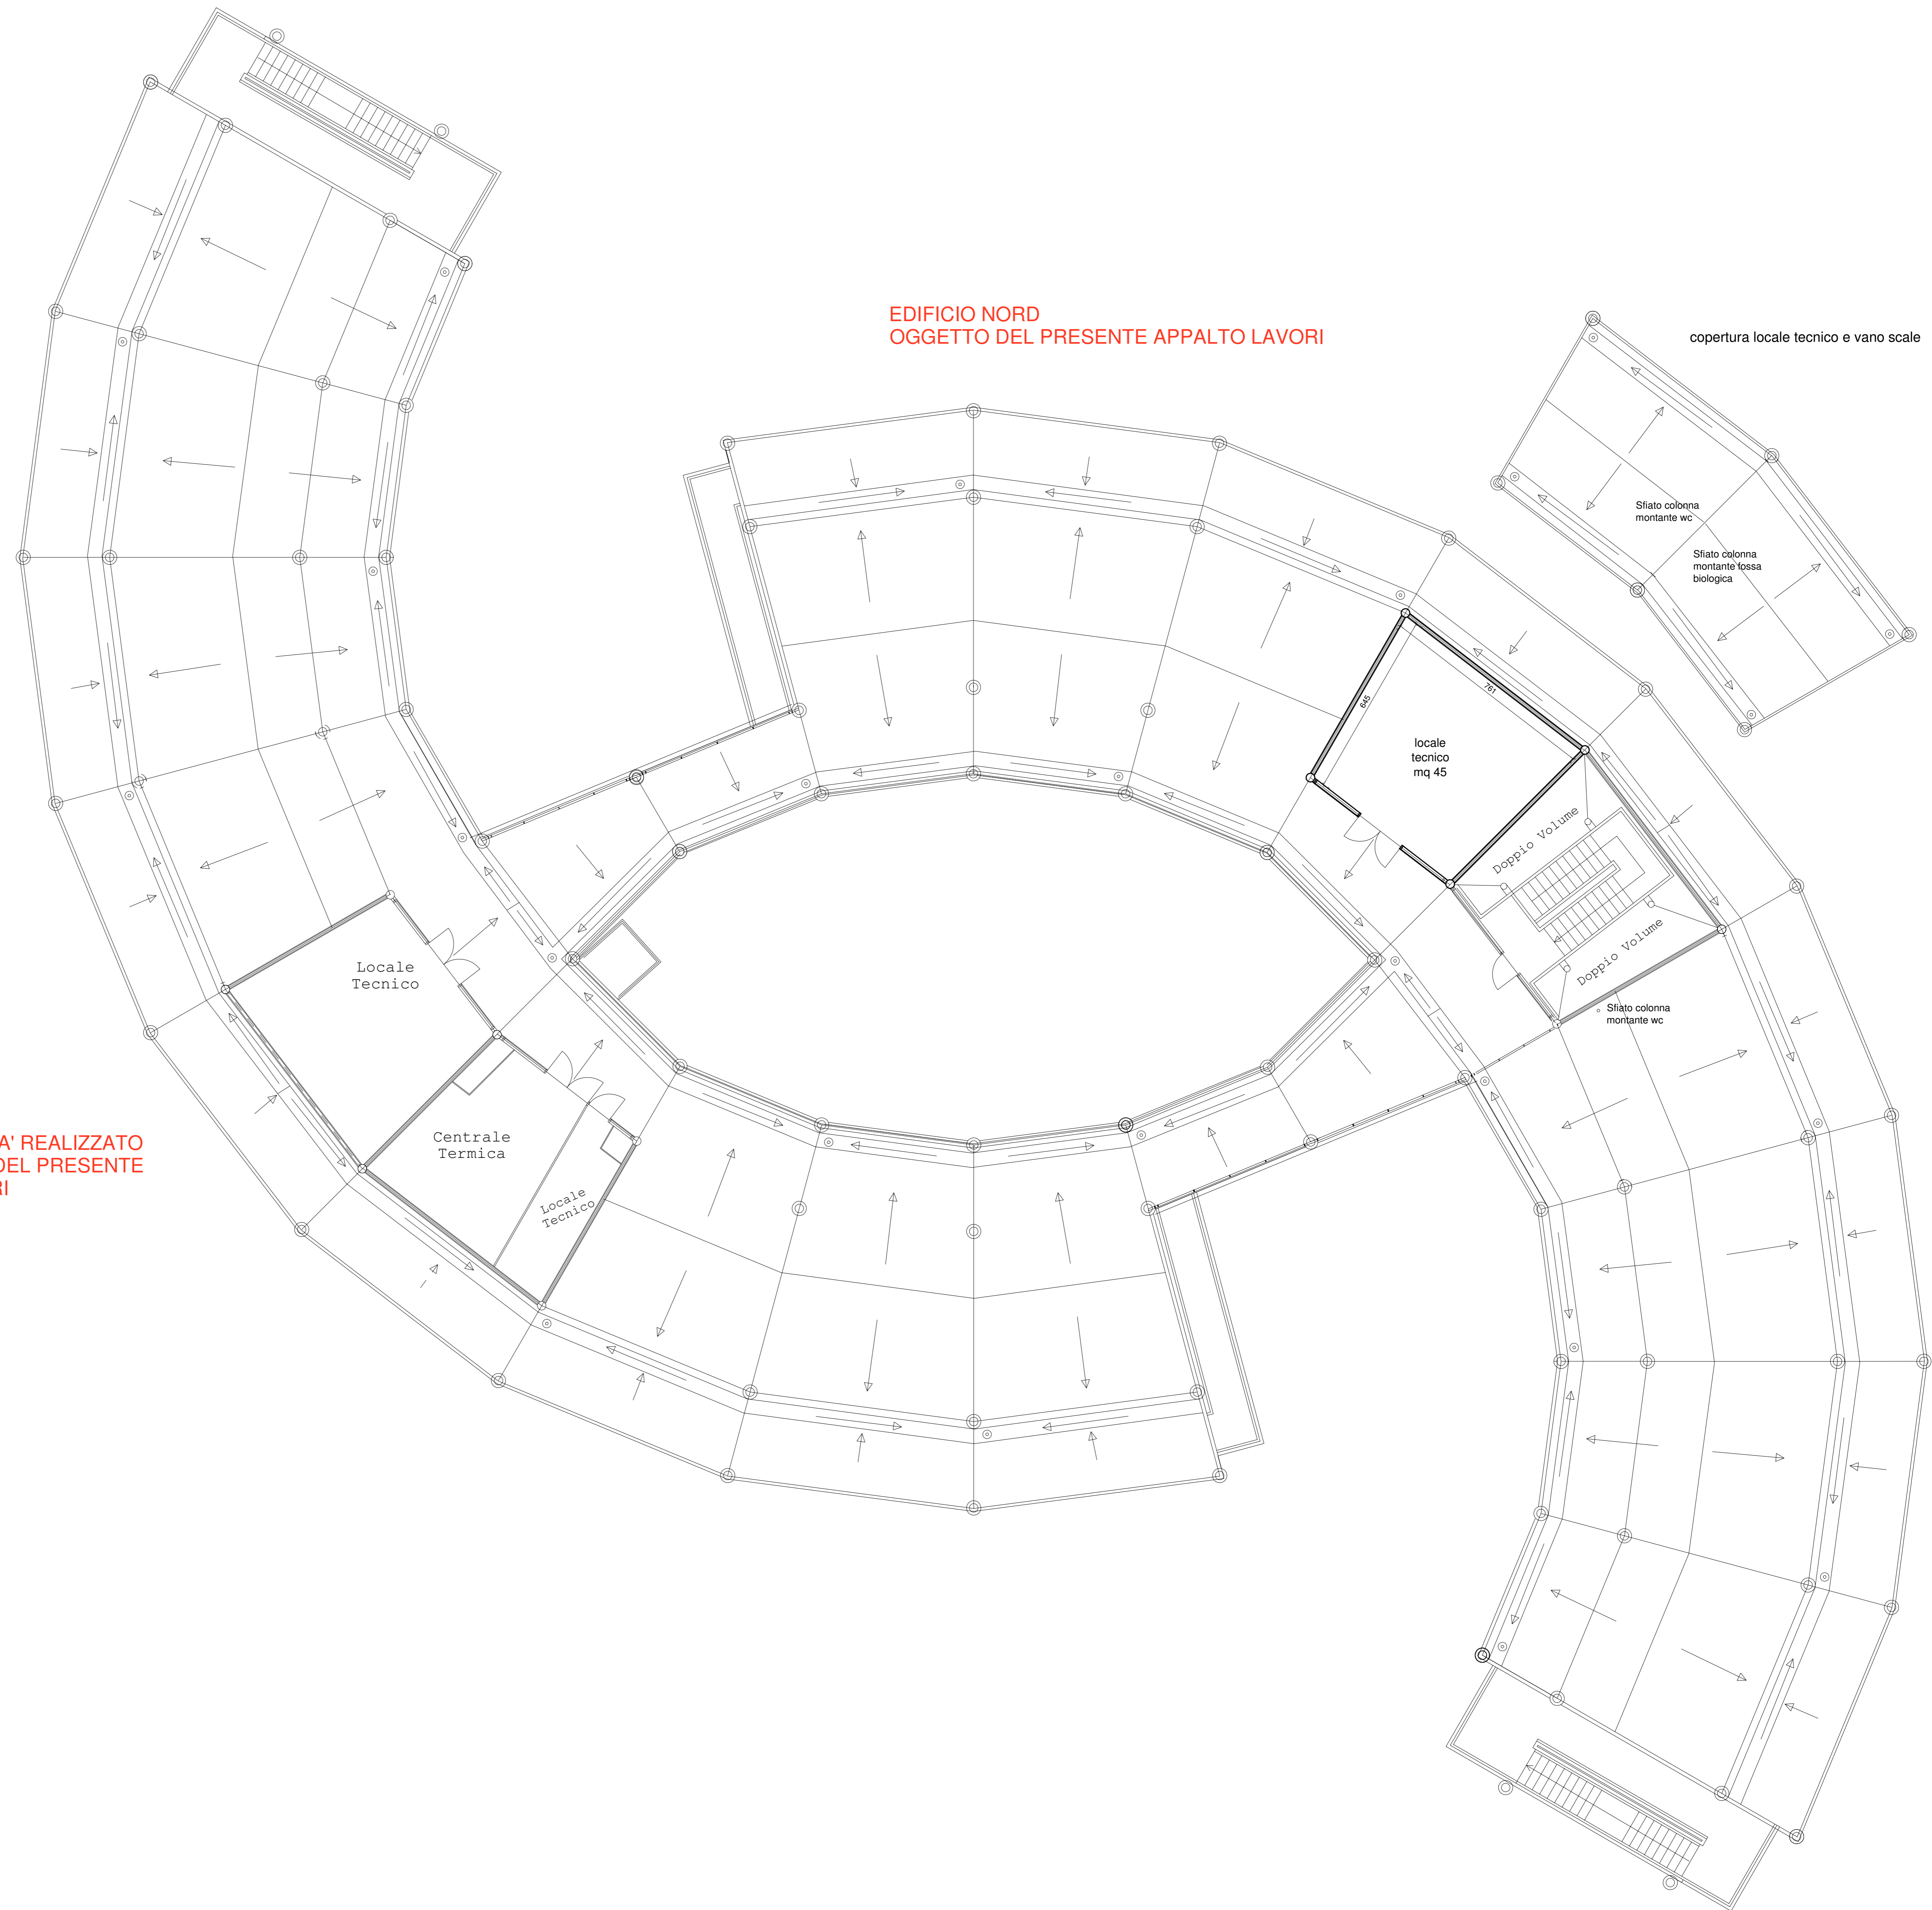 EDIFICIO NORD
OGGETTO DEL PRESENTE APPALTO LAVORI
copertura locale tecnico e vano scale
Sfiato colonna
montante wc
Sfiato colonna
montante fossa
biologica
645
761
locale
tecnico
mq 45
Doppio Volume
Doppio Volume
Sfiato colonna
montante wc
Locale
Tecnico
Centrale
Termica
Locale
Tecnico
A' REALIZZATO
DEL PRESENTE
RI